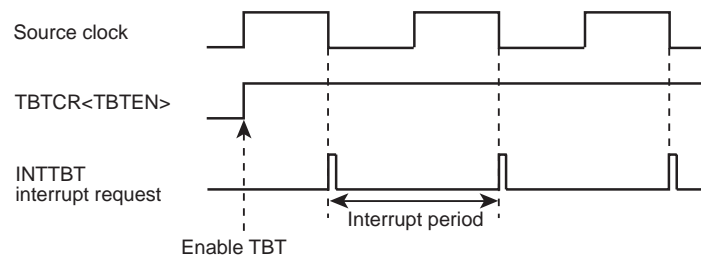 Source clock
TBTCR<TBTEN>
INTTBT
interrupt request
Interrupt period
Enable TBT